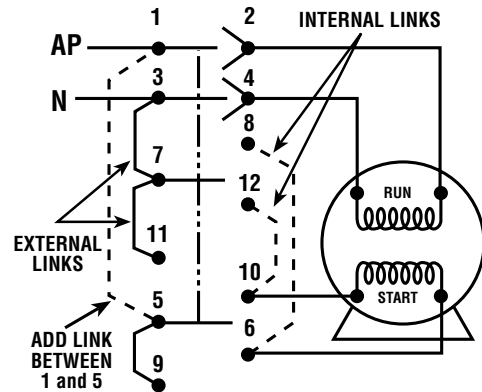 1
2
INTERNAL LINKS
AP
3
4
N
8
7
12
RUN
11
EXTERNAL
LINKS
10
START
5
6
ADD LINK
BETWEEN
1 and 5
9